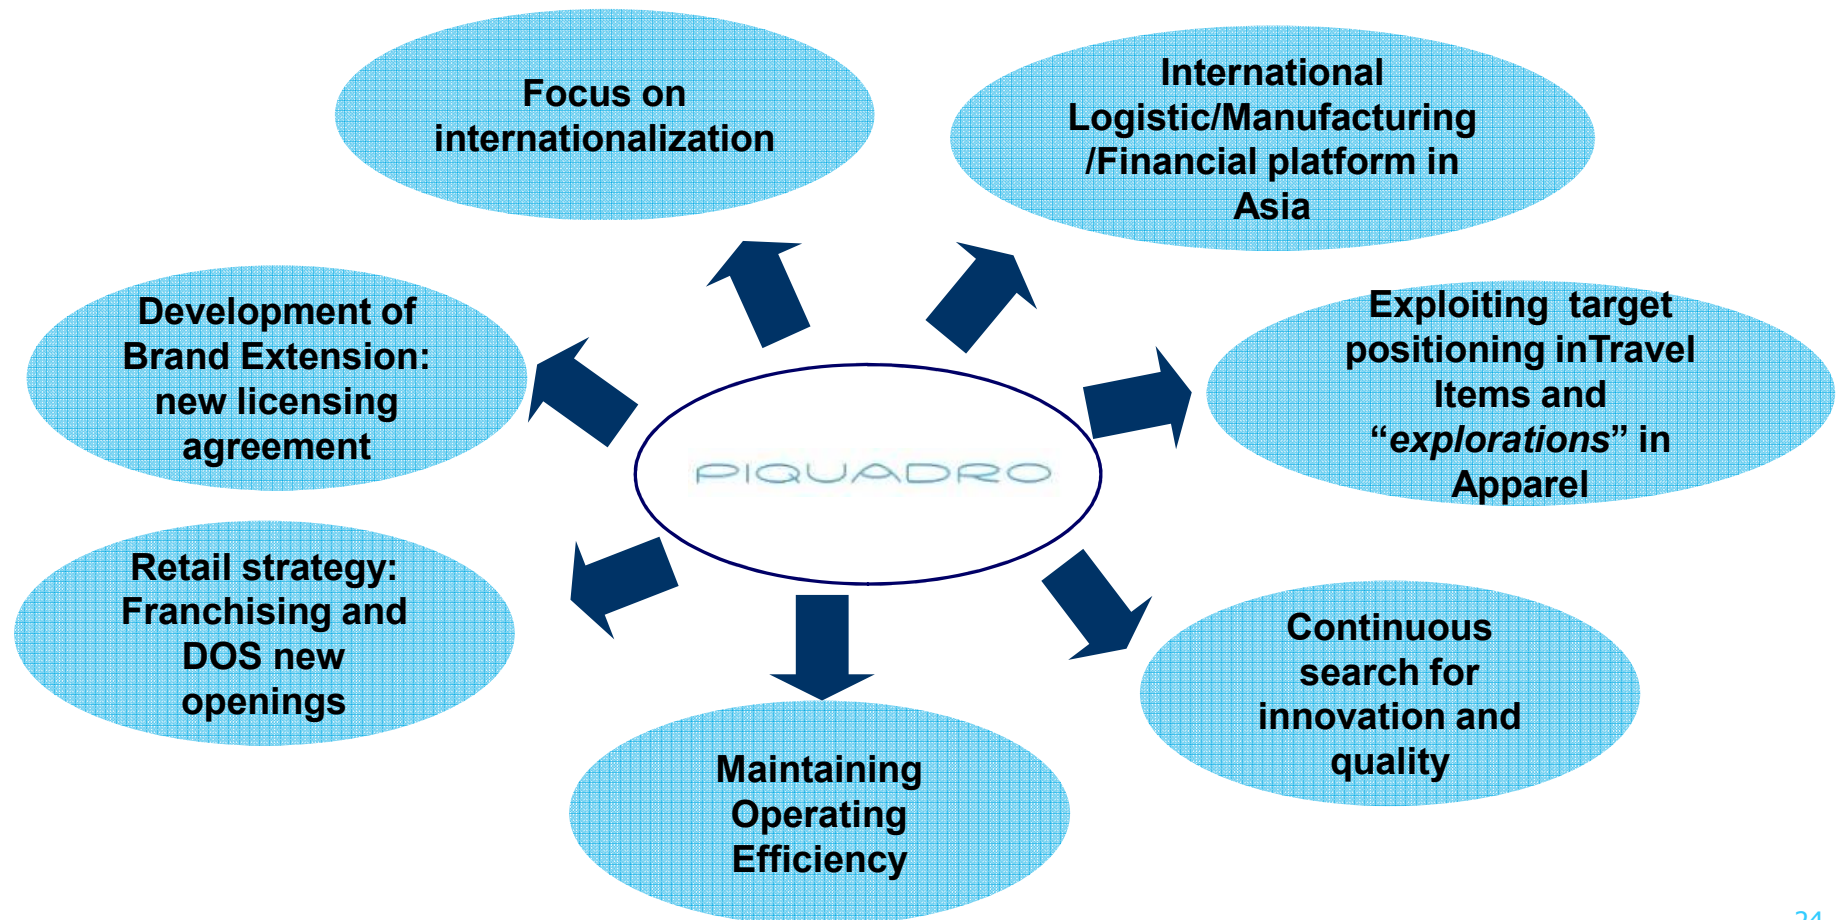 Focus on
internationalization
International
Logistic/Manufacturing
/Financial platform in
Asia
Development of
Brand Extension:
new licensing
agreement
Exploiting target
positioning inTravel
Items and
“explorations” in
Apparel
PIQUADRO
Retail strategy:
Franchising and
DOS new
openings
Continuous
search for
innovation and
quality
Maintaining
Operating
Efficiency
24